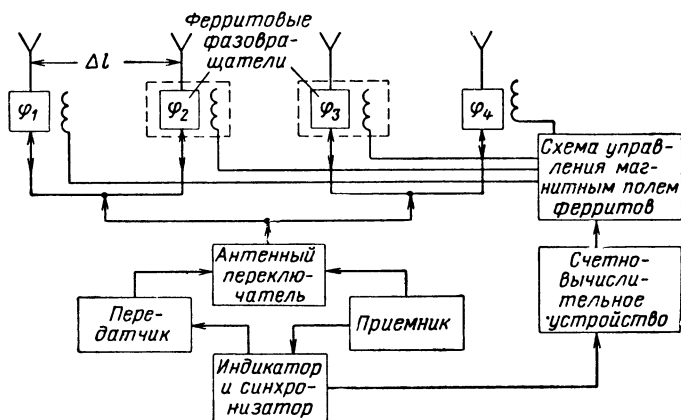 Ферритовые
фазовра-
щатели
Δl
φ1
φ2
φ3
φ4
Схема управ-
ления маг-
нитным полем
ферритов
Антенный
переклю-
чатель
Счетно-
вычисли-
тельное
устройство
Пере-
датчик
Приемник
Индикатор
и синхро-
низатор